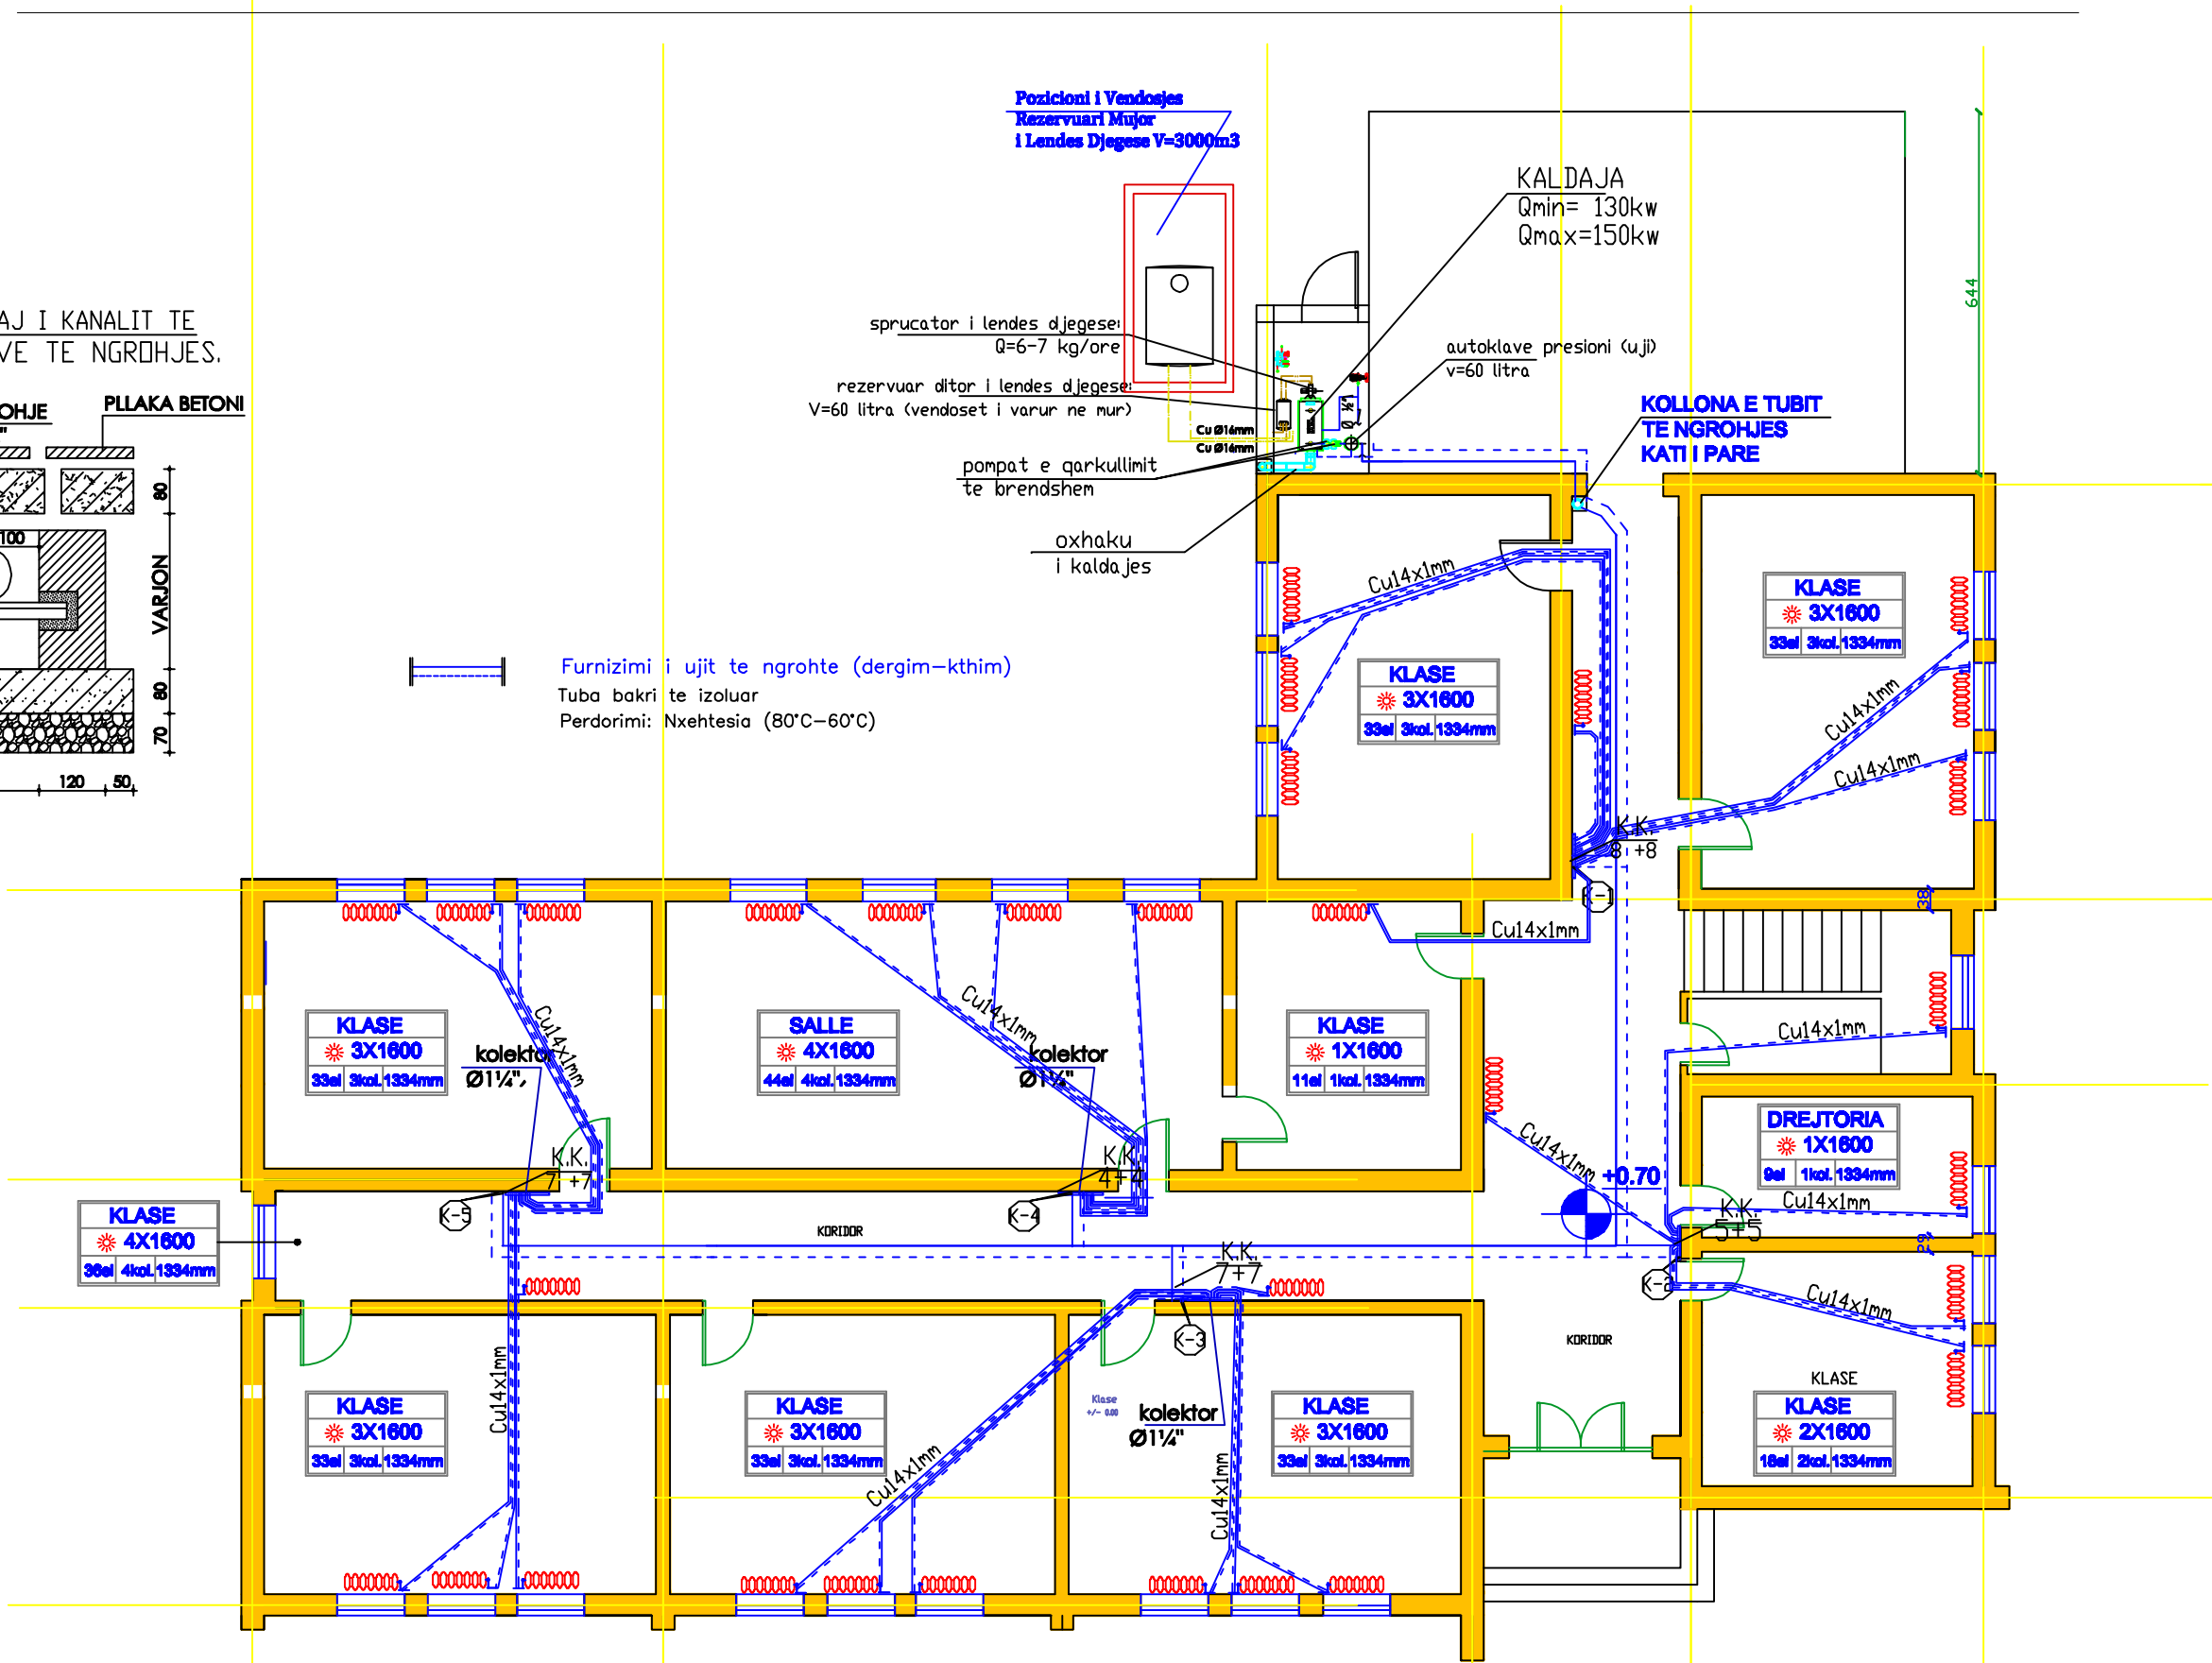 Pozicioni i Vendosjes
Rezervuari Mujor
i Lendes Djegese V=3000m3
KALDAJA
Qmin= 130kw
Qmax=150kw
AJ I KANALIT TE
VE TE NGROHJES.
sprucator i lendes djegese:
Q=6-7 kg/ore
autoklave presioni (uji)
v=60 litra
rezervuar ditor i lendes djegese:
V=60 litra (vendoset i varur ne mur)
Cu Ø16mm
Cu Ø16mm
Ø ½"
pompat e qarkullimit
te brendshem
oxhaku
i kaldajes
KOLLONA E TUBIT
TE NGROHJES
KATI I PARE
644
OHJE
PLLAKA BETONI
80
100
VARJON
80
70
120
50
Furnizimi i ujit te ngrohte (dergim-kthim)
Tuba bakri te izoluar
Perdorimi: Nxehtesia (80°C-60°C)
Cu14x1mm
KLASE
3X1600
33el 3kol. 1334mm
KLASE
3X1600
33el 3kol. 1334mm
Cu14x1mm
Cu14x1mm
K.K.
8 +8
K-1
38
Cu14x1mm
KLASE
3X1600
33el 3kol. 1334mm
kolektor
Ø1¼"
Cu14x1mm
SALLE
4X1600
44el 4kol. 1334mm
kolektor
Ø1¼"
Cu14x1mm
KLASE
1X1600
11el 1kol. 1334mm
Cu14x1mm
Cu14x1mm
DREJTORIA
1X1600
9el 1kol. 1334mm
+0.70
K.K.
7 +7
K-5
K.K
4+4
K-4
KORIDOR
K.K.
7+7
K-3
Cu14x1mm
K.K.
5+5
K-2
29
KLASE
4X1600
36el 4kol. 1334mm
Cu14x1mm
KORIDOR
KLASE
KLASE
2X1600
18el 2kol. 1334mm
KLASE
3X1600
33el 3kol. 1334mm
Cu14x1mm
KLASE
3X1600
33el 3kol. 1334mm
Cu14x1mm
Klase
+/- 0.00
kolektor
Ø1¼"
KLASE
3X1600
33el 3kol. 1334mm
Cu14x1mm